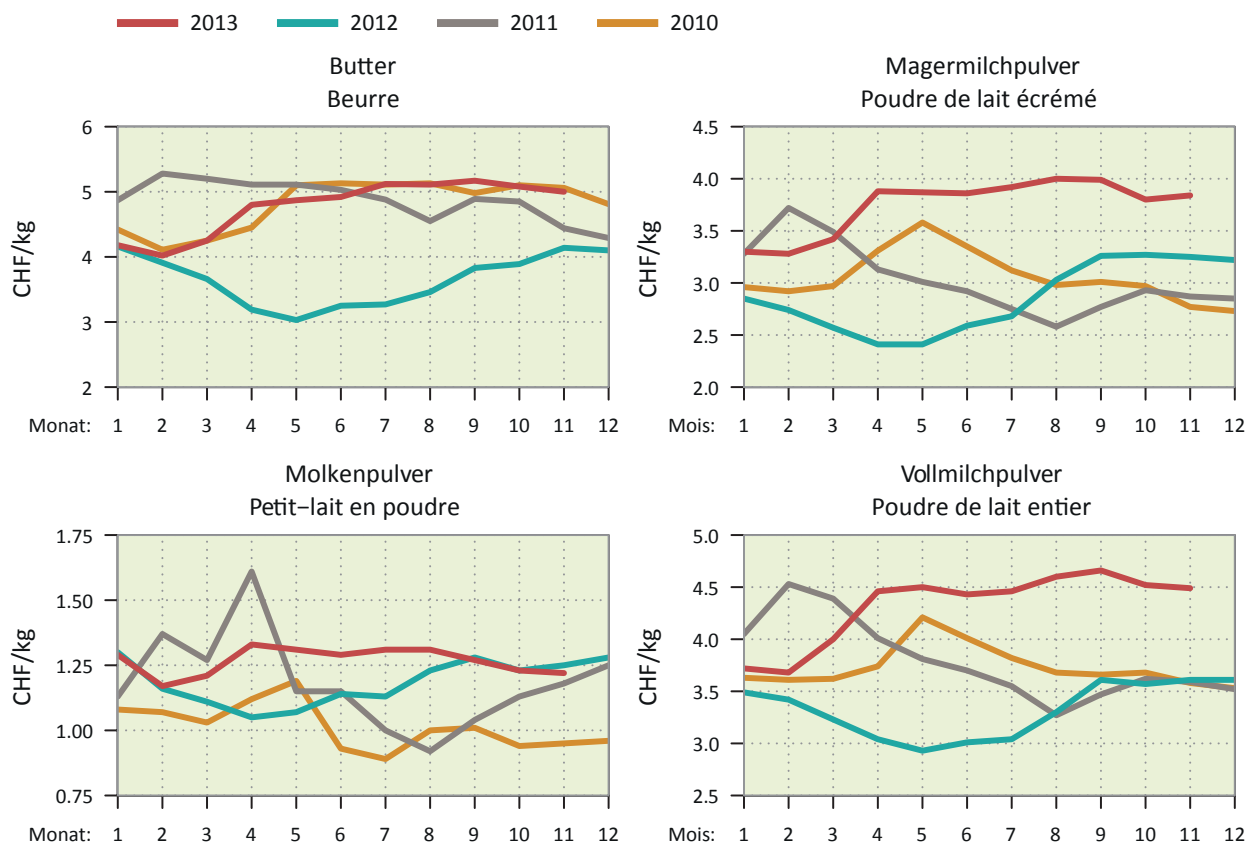 2013 2012 2011 2010
Butter
Beurre
CHF/kg
6
5
4
3
2
Monat: 1 2 3 4 5 6 7 8 9 10 11 12
Magermilchpulver
Poudre de lait écrémé
CHF/kg
4.5
4.0
3.5
3.0
2.5
2.0
Mois: 1 2 3 4 5 6 7 8 9 10 11 12
Molkenpulver
Petit−lait en poudre
CHF/kg
1.75
1.50
1.25
1.00
0.75
Monat: 1 2 3 4 5 6 7 8 9 10 11 12
Vollmilchpulver
Poudre de lait entier
CHF/kg
5.0
4.5
4.0
3.5
3.0
2.5
Mois: 1 2 3 4 5 6 7 8 9 10 11 12